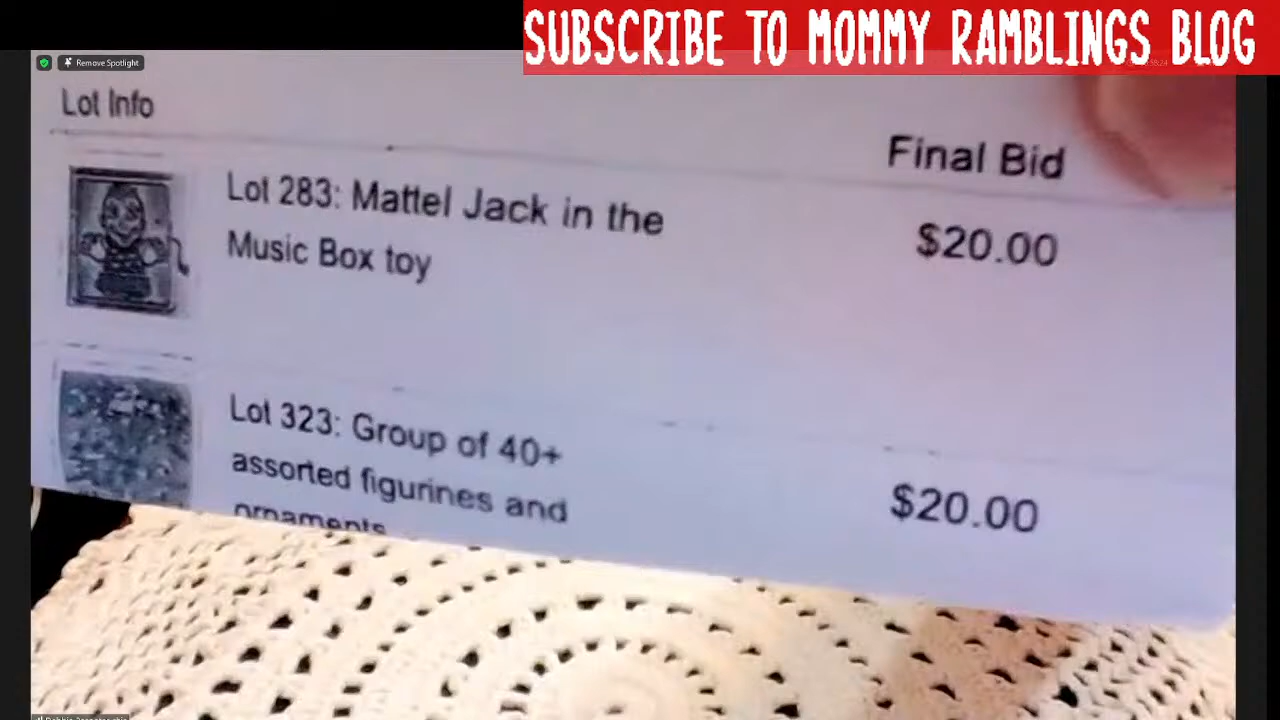 SUBSCRIBE TO MOMMY RAMBLINGS BLOG
Remove Spotlight
Lot Info
Final Bid
Lot 283: Mattel Jack in the
Music Box toy
$20.00
Lot 323: Group of 40+
assorted figurines and
ornaments
$20.00